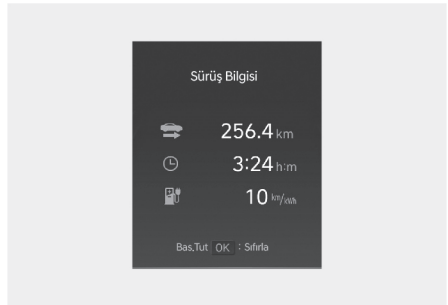 Sürüş Bilgisi
256.4 km
3:24 h:m
10 km/kWh
Bas.Tut OK : Sıfırla